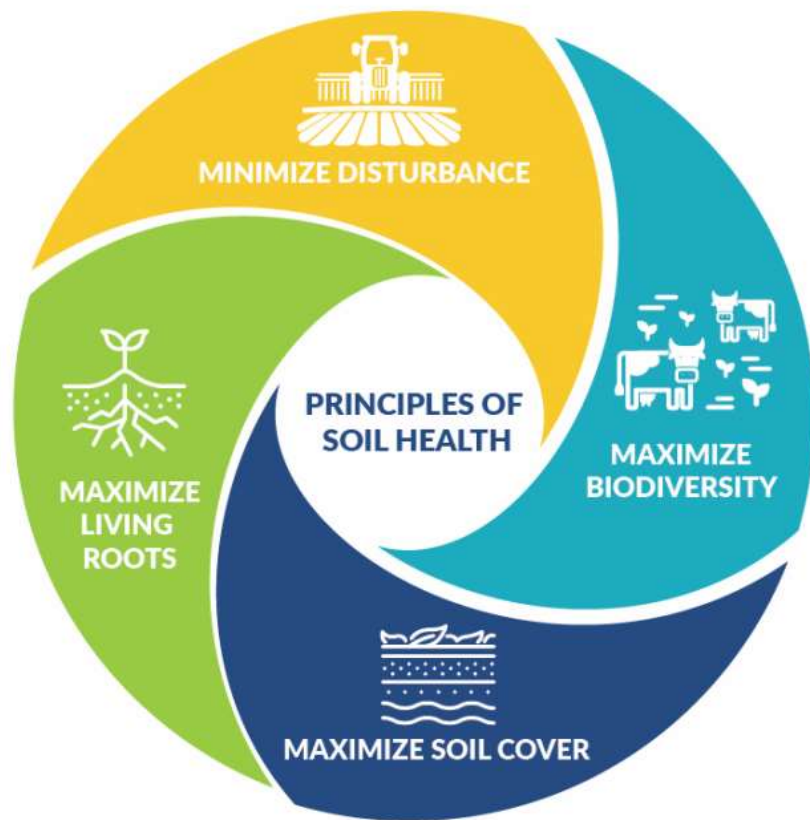 MINIMIZE DISTURBANCE
MAXIMIZE
BIODIVERSITY
MAXIMIZE SOIL COVER
MAXIMIZE
LIVING
ROOTS
PRINCIPLES OF
SOIL HEALTH